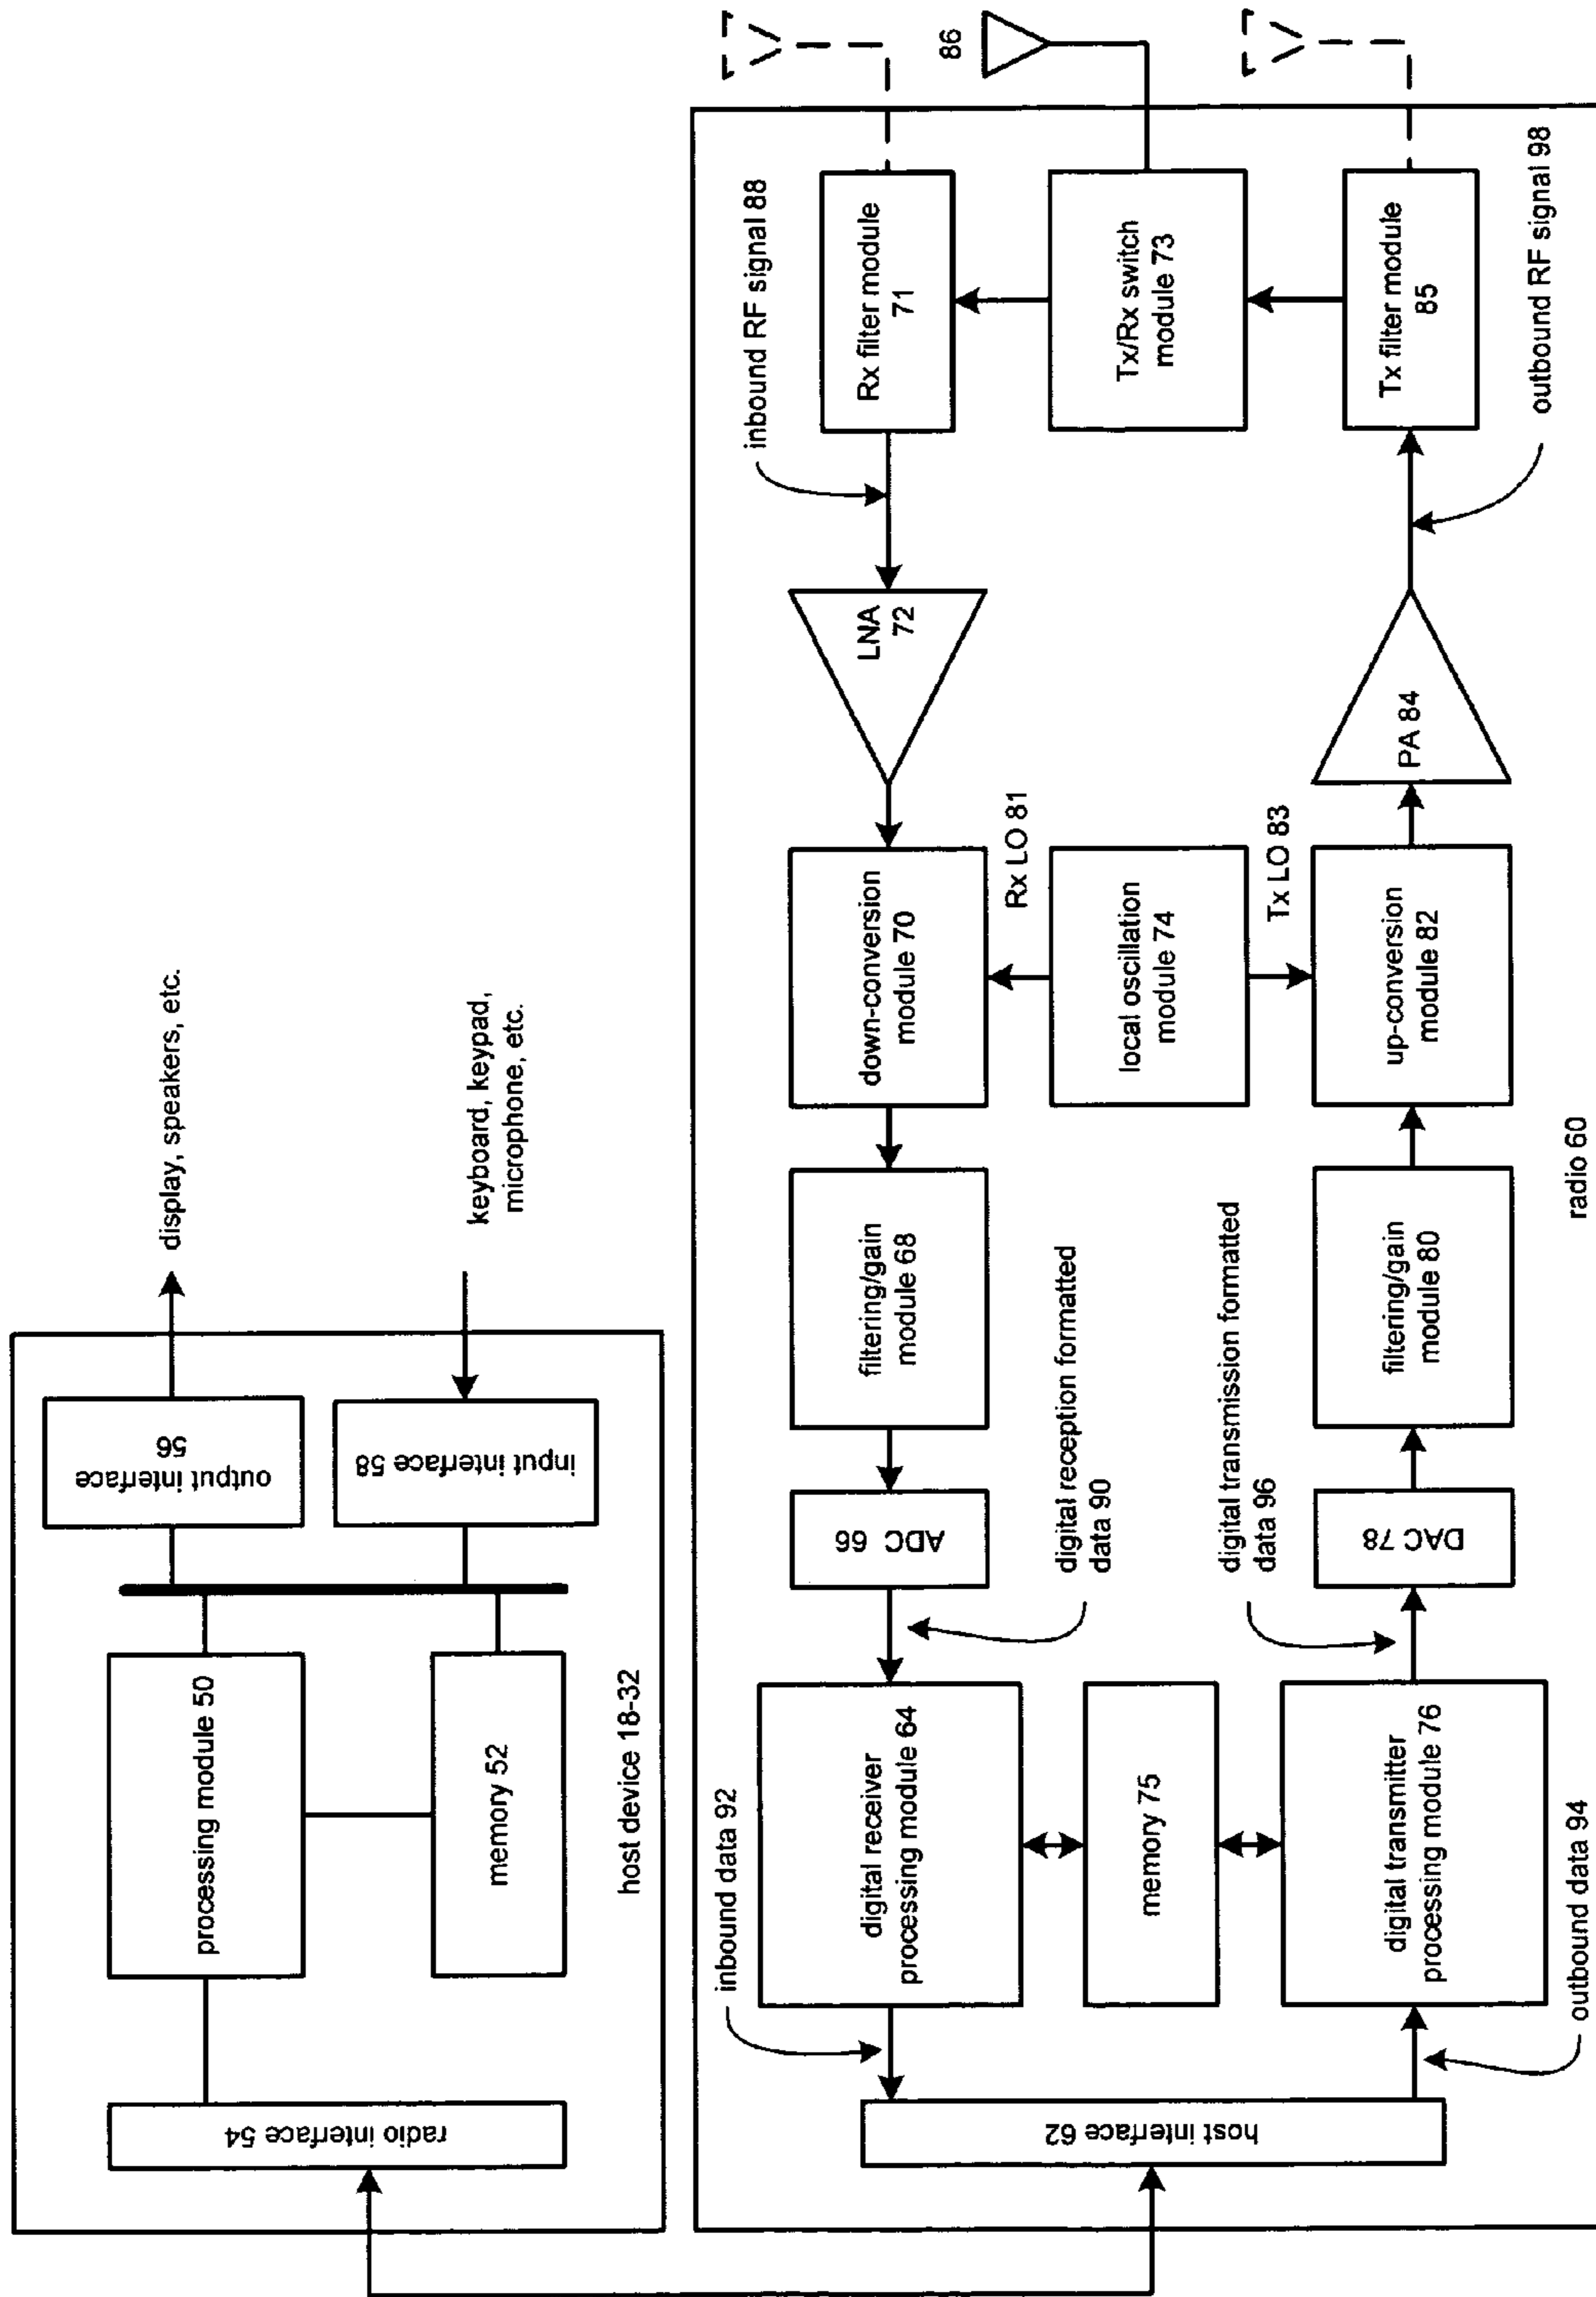 radio interface 54
processing module 50
memory 52
output interface
56
input interface 58
display, speakers, etc.
keyboard, keypad,
microphone, etc.
host device 18-32
host interface 62
inbound data 92
digital receiver
processing module 64
memory 75
digital transmitter
processing module 76
outbound data 94
ADC 66
digital reception formatted
data 90
digital transmission formatted
data 96
DAC 78
filtering/gain
module 68
filtering/gain
module 80
down-conversion
module 70
Rx LO 81
local oscillation
module 74
Tx LO 83
up-conversion
module 82
LNA
72
PA 84
inbound RF signal 88
Rx filter module
71
Tx/Rx switch
module 73
Tx filter module
85
outbound RF signal 98
86
radio 60